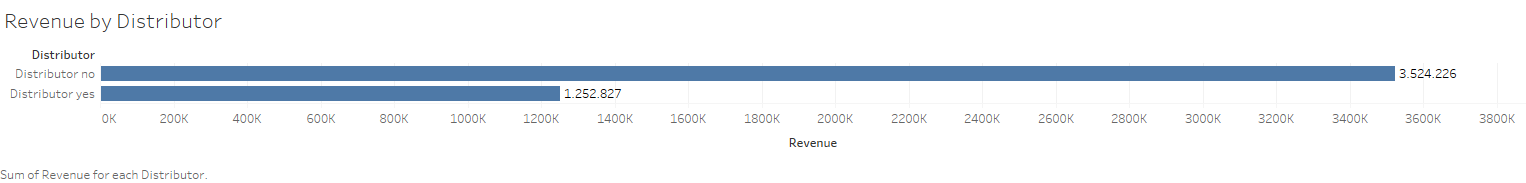 Revenue by Distributor
Distributor
Distributor no 3.524.226
Distributor yes 1.252.827
0K 200K 400K 600K 800K 1000K 1200K 1400K 1600K 1800K 2000K 2200K 2400K 2600K 2800K 3000K 3200K 3400K 3600K 3800K
Revenue
Sum of Revenue for each Distributor.